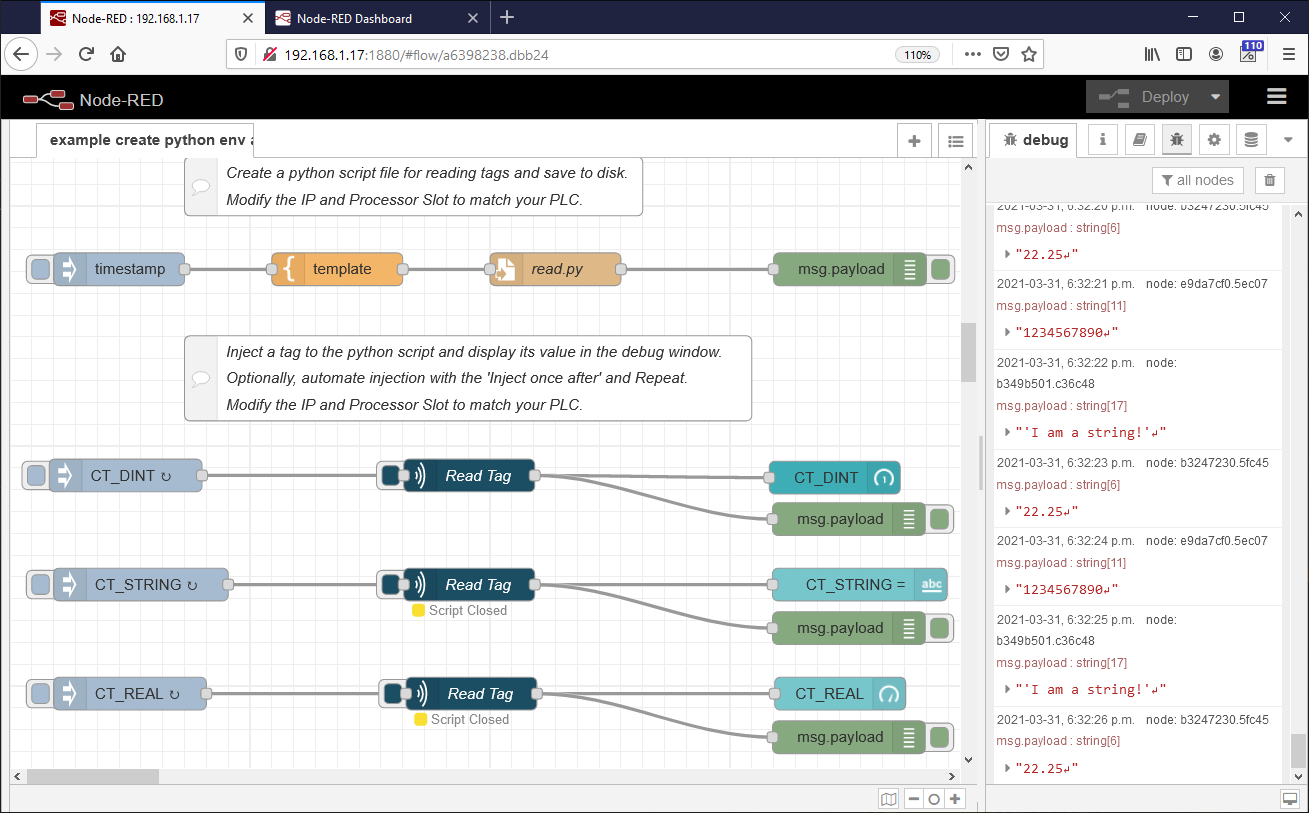 Node-RED : 192.168.1.17
Node-RED Dashboard
192.168.1.17:1880/#flow/a6398238.dbb24
110%
110
Node-RED
Deploy
example create python env a
debug
all nodes
Create a python script file for reading tags and save to disk.
Modify the IP and Processor Slot to match your PLC.
timestamp
template
read.py
msg.payload
Inject a tag to the python script and display its value in the debug window.
Optionally, automate injection with the 'Inject once after' and Repeat.
Modify the IP and Processor Slot to match your PLC.
CT_DINT ↻
Read Tag
CT_DINT
msg.payload
CT_STRING ↻
Read Tag
Script Closed
CT_STRING =
abc
msg.payload
CT_REAL ↻
Read Tag
Script Closed
CT_REAL
msg.payload
2021-03-31, 6:32:20 p.m. node: b3247230.5fc45
msg.payload : string[6]
"22.25↲"
2021-03-31, 6:32:21 p.m. node: e9da7cf0.5ec07
msg.payload : string[11]
"1234567890↲"
2021-03-31, 6:32:22 p.m. node:
b349b501.c36c48
msg.payload : string[17]
"'I am a string!'↲"
2021-03-31, 6:32:23 p.m. node: b3247230.5fc45
msg.payload : string[6]
"22.25↲"
2021-03-31, 6:32:24 p.m. node: e9da7cf0.5ec07
msg.payload : string[11]
"1234567890↲"
2021-03-31, 6:32:25 p.m. node:
b349b501.c36c48
msg.payload : string[17]
"'I am a string!'↲"
2021-03-31, 6:32:26 p.m. node: b3247230.5fc45
msg.payload : string[6]
"22.25↲"